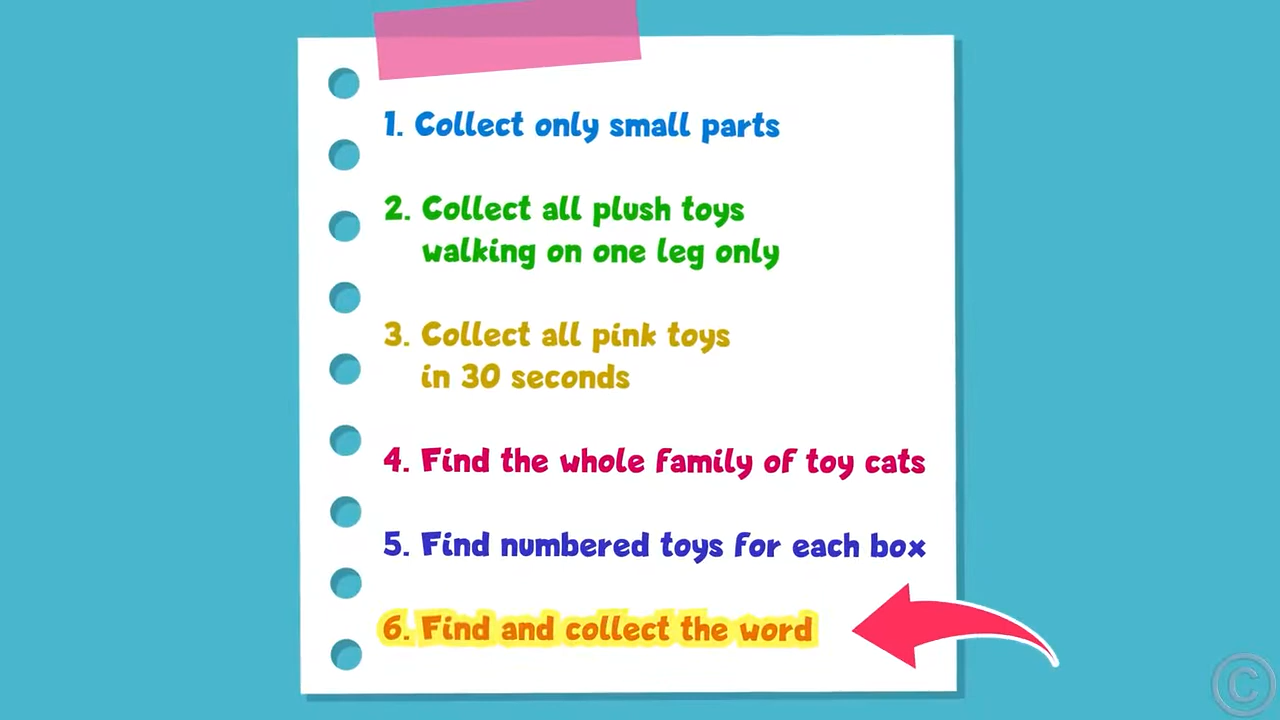 1. Collect only small parts
2. Collect all plush toys
walking on one leg only
3. Collect all pink toys
in 30 seconds
4. Find the whole family of toy cats
5. Find numbered toys for each box
6. Find and collect the word
©